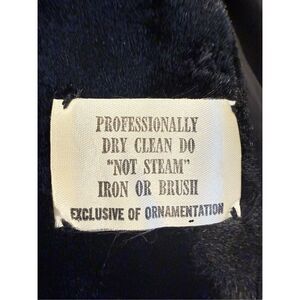 PROFESSIONALLY
DRY CLEAN DO
"NOT STEAM"
IRON OR BRUSH
EXCLUSIVE OF ORNAMENTATION